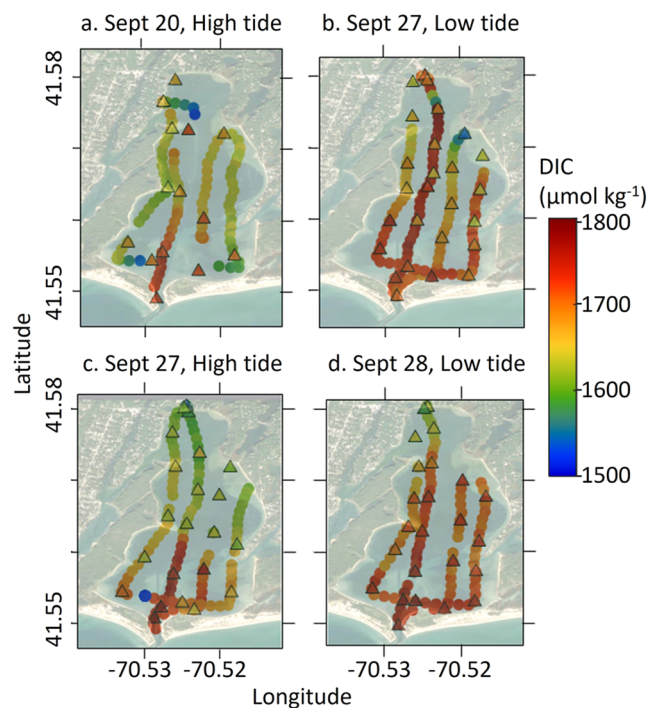 a. Sept 20, High tide
b. Sept 27, Low tide
41.58
41.55
DIC
(µmol kg⁻¹)
1800
1700
1600
1500
Latitude
c. Sept 27, High tide
d. Sept 28, Low tide
41.58
41.55
-70.53
-70.52
-70.53
-70.52
Longitude